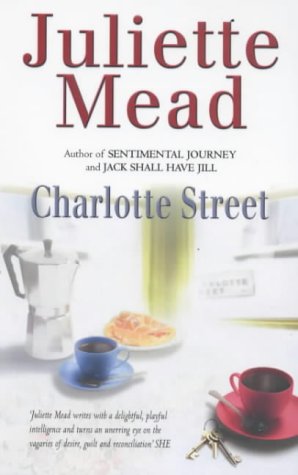 Juliette
Mead
Author of SENTIMENTAL JOURNEY
and JACK SHALL HAVE JILL
Charlotte Street
'Juliette Mead writes with a delightful, playful
intelligence and turns an unerring eye on the
vagaries of desire, guilt and reconciliation' SHE